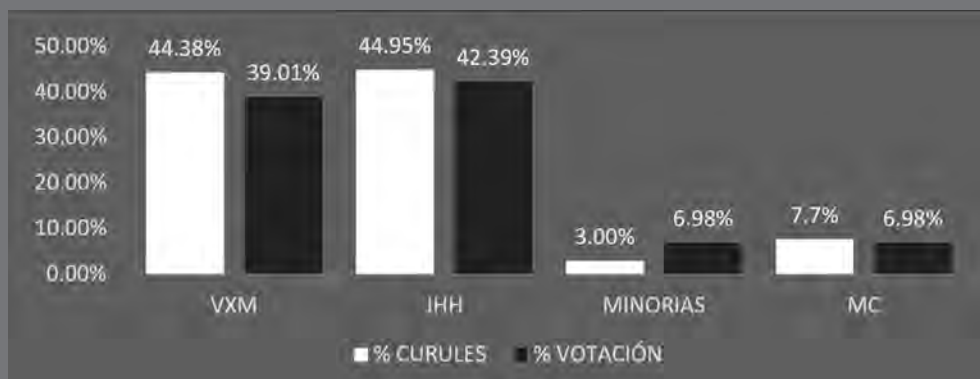 50.00%
44.38%
44.95%
42.39%
39.01%
40.00%
30.00%
20.00%
10.00%
3.00%
6.98%
7.7%
6.98%
0.00%
VXM
JHH
MINORIAS
MC
% CURULES
% VOTACIÓN